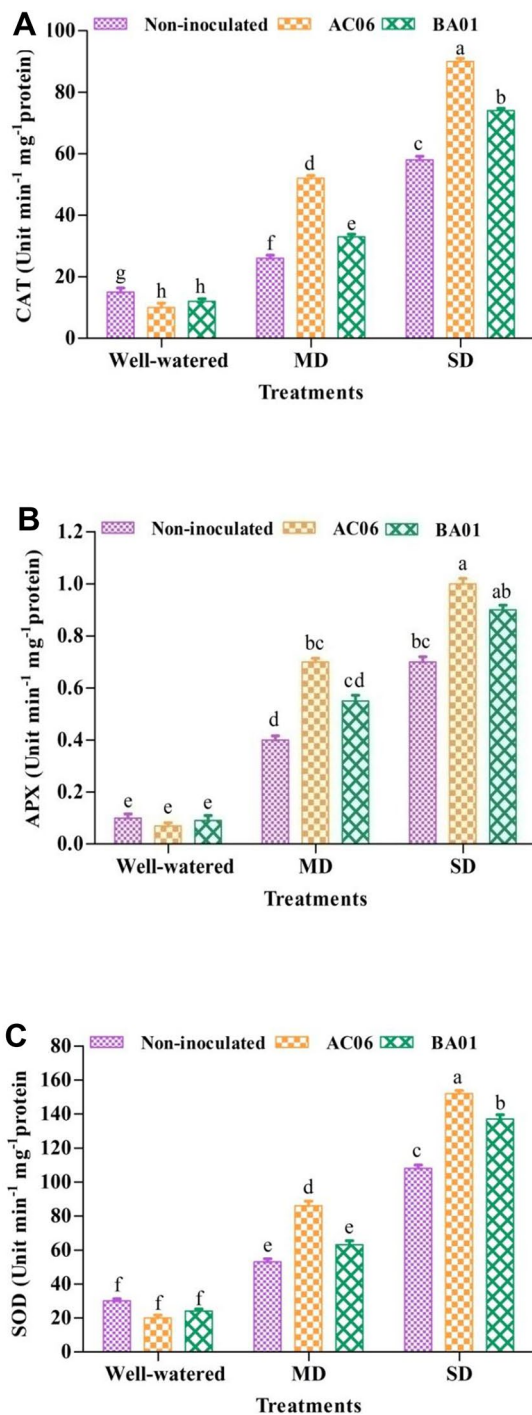 A
Non-inoculated AC06 BA01
CAT (Unit min⁻¹ mg⁻¹protein)
100
80
60
40
20
0
g h h
f d e
c a b
Well-watered MD SD
Treatments
B
Non-inoculated AC06 BA01
APX (Unit min⁻¹ mg⁻¹protein)
1.2
1.0
0.8
0.6
0.4
0.2
0.0
e e e
d bc cd
bc a ab
Well-watered MD SD
Treatments
C
Non-inoculated AC06 BA01
SOD (Unit min⁻¹ mg⁻¹protein
80
160
140
120
100
80
60
40
20
0
f f f
e d e
c a b
Well-watered MD SD
Treatments